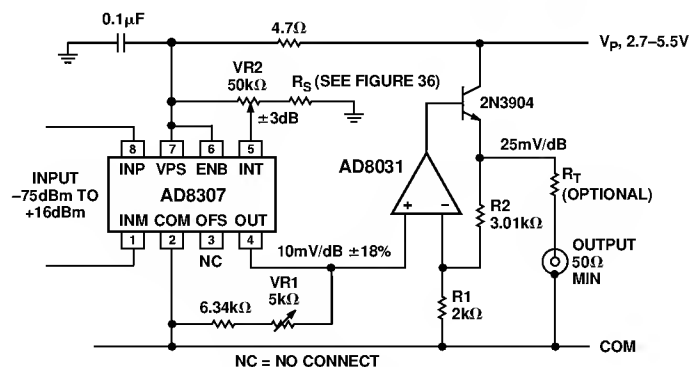 0.1μF
4.7Ω
V_P, 2.7–5.5V
VR2
50kΩ
R_S (SEE FIGURE 36)
2N3904
±3dB
25mV/dB
8 7 6 5
INP VPS ENB INT
AD8307
INM COM OFS OUT
1 2 3 4
NC
INPUT
–75dBm TO
+16dBm
AD8031
+ –
R_T
(OPTIONAL)
R2
3.01kΩ
10mV/dB ±18%
OUTPUT
50Ω
MIN
VR1
5kΩ
6.34kΩ
R1
2kΩ
COM
NC = NO CONNECT